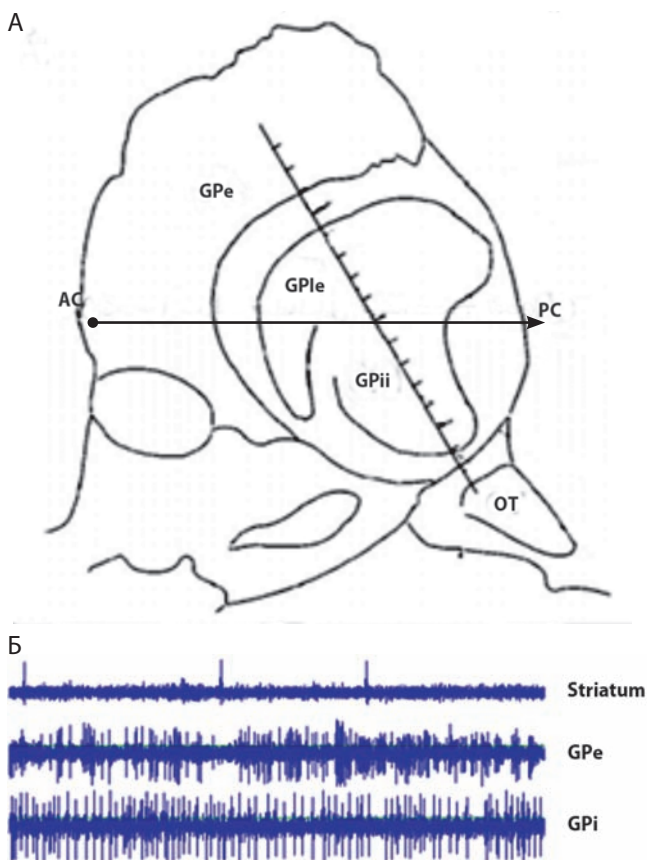 А
GPe
AC
GPIe
PC
GPii
OT
Б
Striatum
GPe
GPi